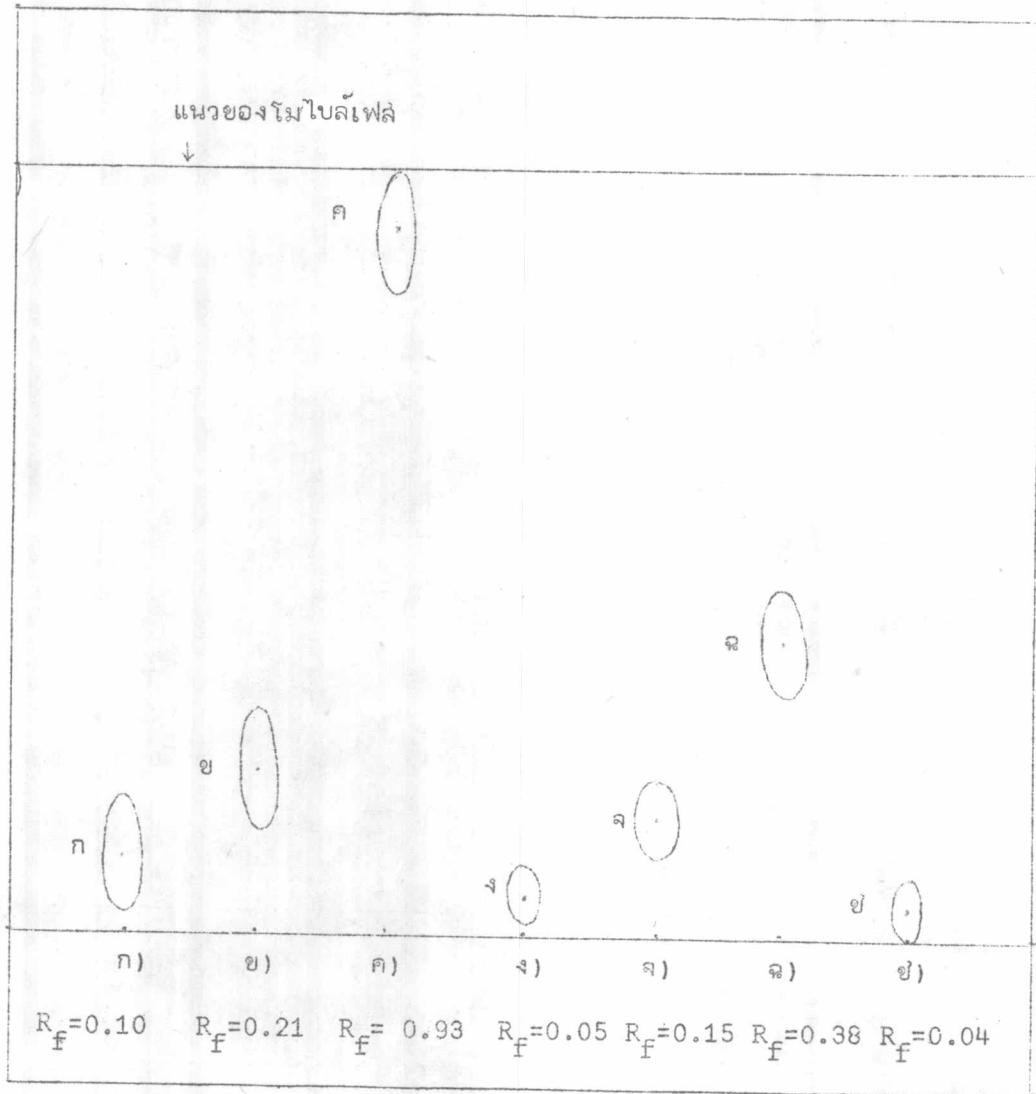 แนวของโมไบล์เฟส
ค
ฉ
ข
จ
ก
ง
ช
ก) ข) ค) ง) จ) ฉ) ช)
R_f=0.10 R_f=0.21 R_f= 0.93 R_f=0.05 R_f=0.15 R_f=0.38 R_f=0.04